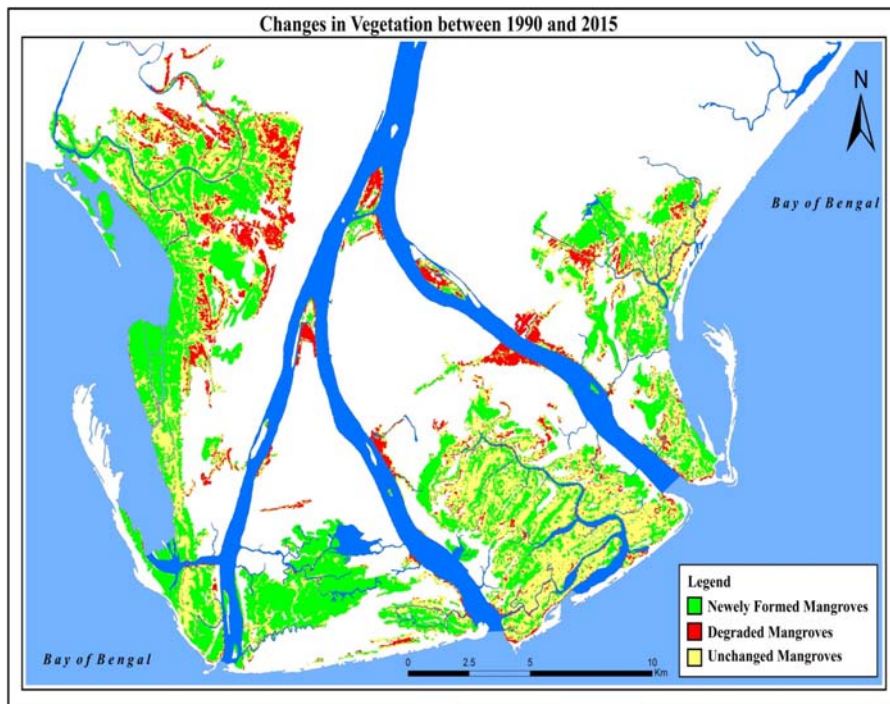 Changes in Vegetation between 1990 and 2015
N
Bay of Bengal
Legend
Newely Formed Mangroves
Degraded Mangroves
Unchanged Mangroves
Bay of Bengal
0 2.5 5 10
Km